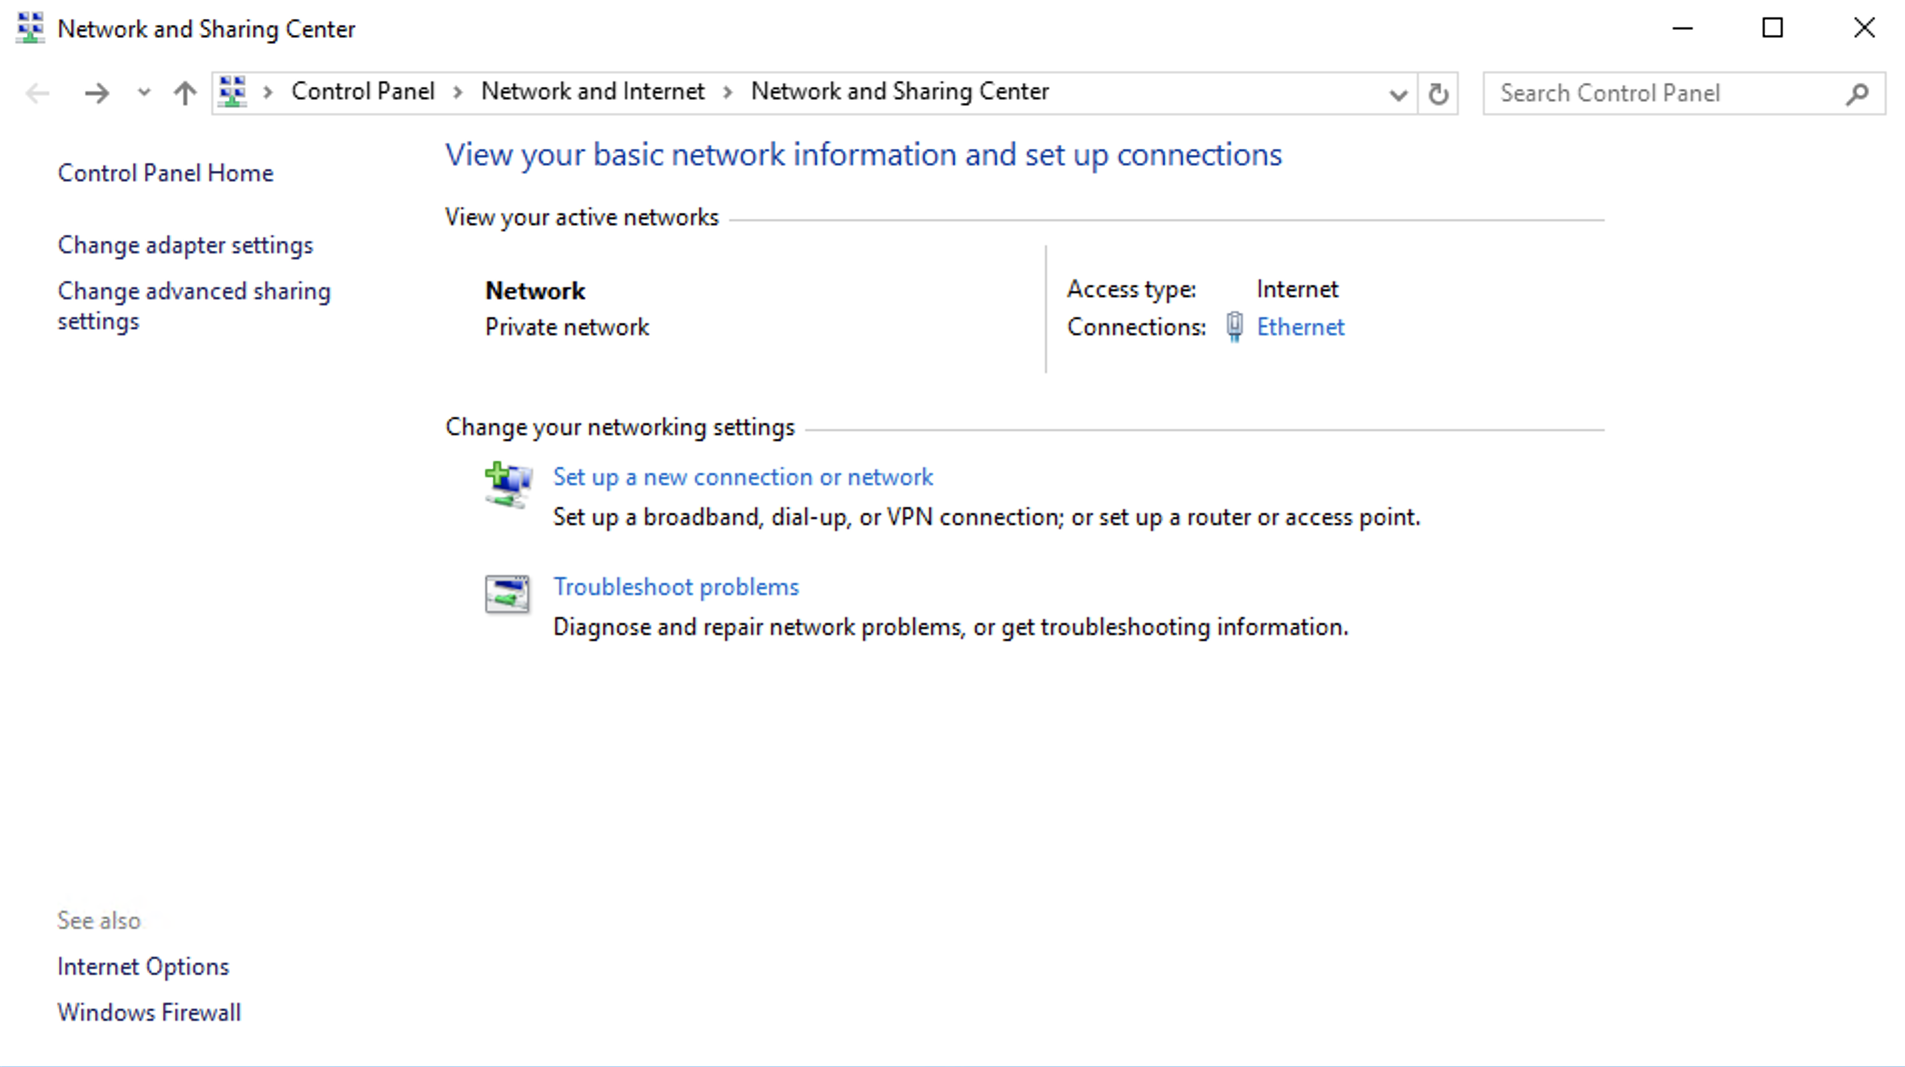 Network and Sharing Center
Control Panel > Network and Internet > Network and Sharing Center
Search Control Panel
Control Panel Home
Change adapter settings
Change advanced sharing
settings
View your basic network information and set up connections
View your active networks
Network
Private network
Access type: Internet
Connections: Ethernet
Change your networking settings
Set up a new connection or network
Set up a broadband, dial-up, or VPN connection; or set up a router or access point.
Troubleshoot problems
Diagnose and repair network problems, or get troubleshooting information.
See also
Internet Options
Windows Firewall